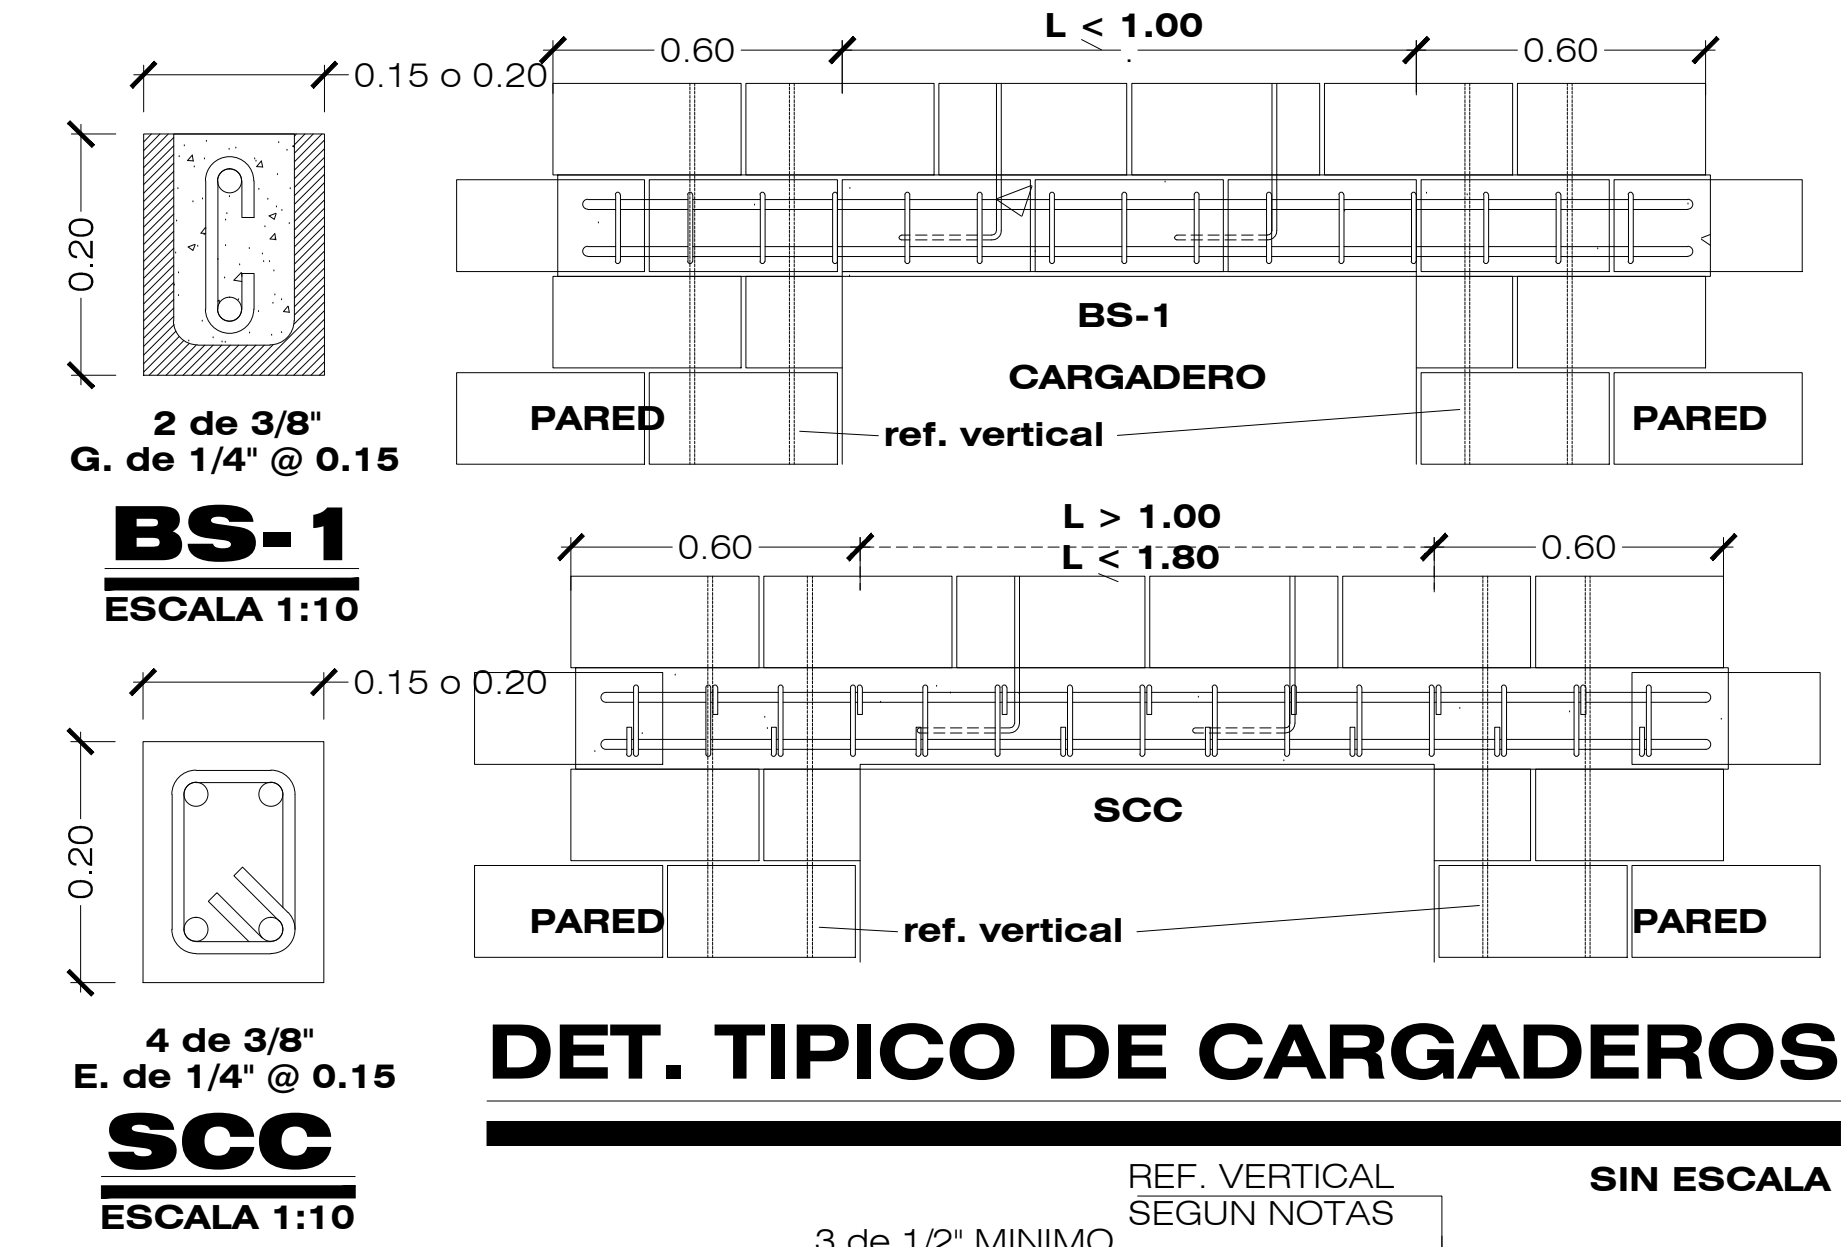 L < 1.00
0.60
0.60
0.15 o 0.20
0.20
BS-1
CARGADERO
PARED
ref. vertical
PARED
2 de 3/8"
G. de 1/4" @ 0.15
BS-1
ESCALA 1:10
L > 1.00
L < 1.80
0.60
0.60
0.15 o 0.20
0.20
SCC
PARED
ref. vertical
PARED
4 de 3/8"
E. de 1/4" @ 0.15
SCC
ESCALA 1:10
DET. TIPICO DE CARGADEROS
SIN ESCALA
REF. VERTICAL
SEGUN NOTAS
3 de 1/2" MINIMO